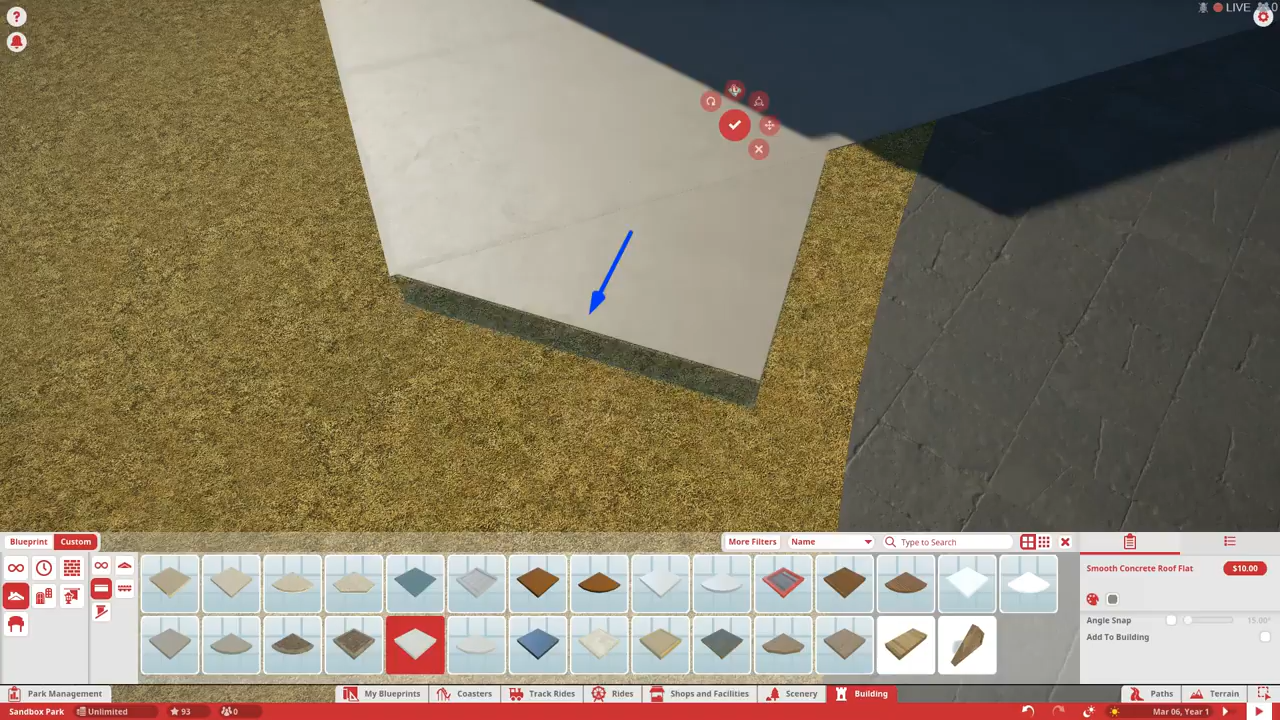 LIVE 0
Blueprint Custom
More Filters Name Type to Search
Smooth Concrete Roof Flat $10.00
Angle Snap 15.00°
Add To Building
Park Management My Blueprints Coasters Track Rides Rides Shops and Facilities Scenery Building Paths Terrain
Sandbox Park Unlimited 93 0 Mar 06, Year 1